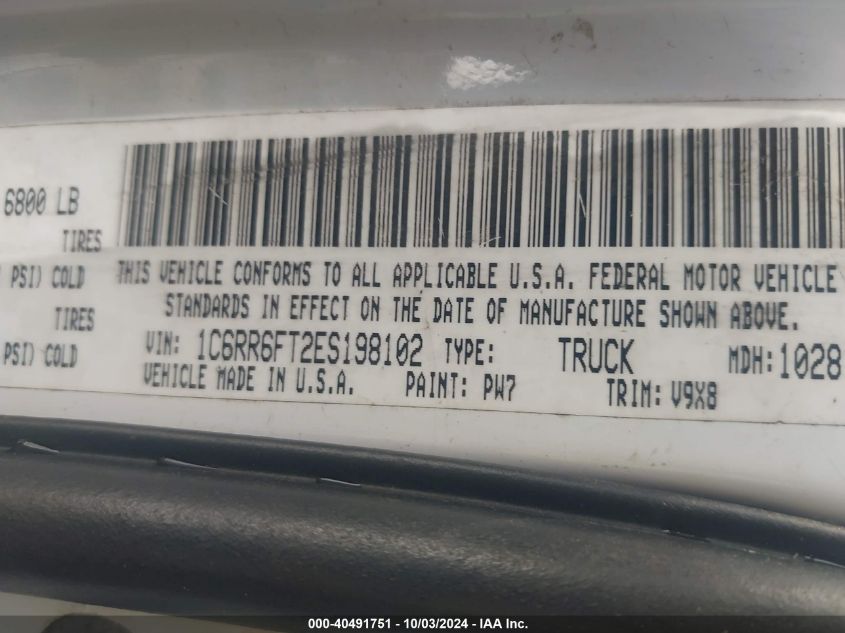 6800 LB
TIRES
PSI) COLD
TIRES
PSI) COLD
THIS VEHICLE CONFORMS TO ALL APPLICABLE U.S.A. FEDERAL MOTOR VEHICLE
STANDARDS IN EFFECT ON THE DATE OF MANUFACTURE SHOWN ABOVE.
VIN: 1C6RR6FT2ES198102 TYPE: TRUCK MDH: 1028
VEHICLE MADE IN U.S.A. PAINT: PW7 TRIM: V9X8
000-40491751 - 10/03/2024 - IAA Inc.